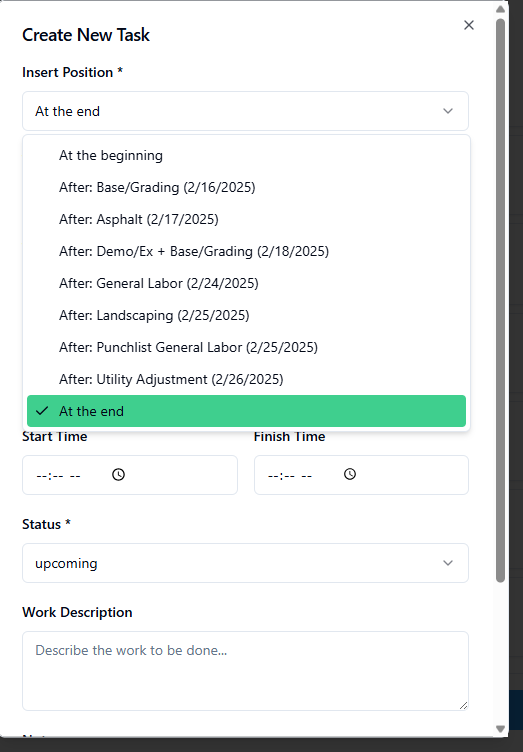 Create New Task
Insert Position *
At the end
At the beginning
After: Base/Grading (2/16/2025)
After: Asphalt (2/17/2025)
After: Demo/Ex + Base/Grading (2/18/2025)
After: General Labor (2/24/2025)
After: Landscaping (2/25/2025)
After: Punchlist General Labor (2/25/2025)
After: Utility Adjustment (2/26/2025)
At the end
Start Time Finish Time
--:-- -- --:-- --
Status *
upcoming
Work Description
Describe the work to be done...